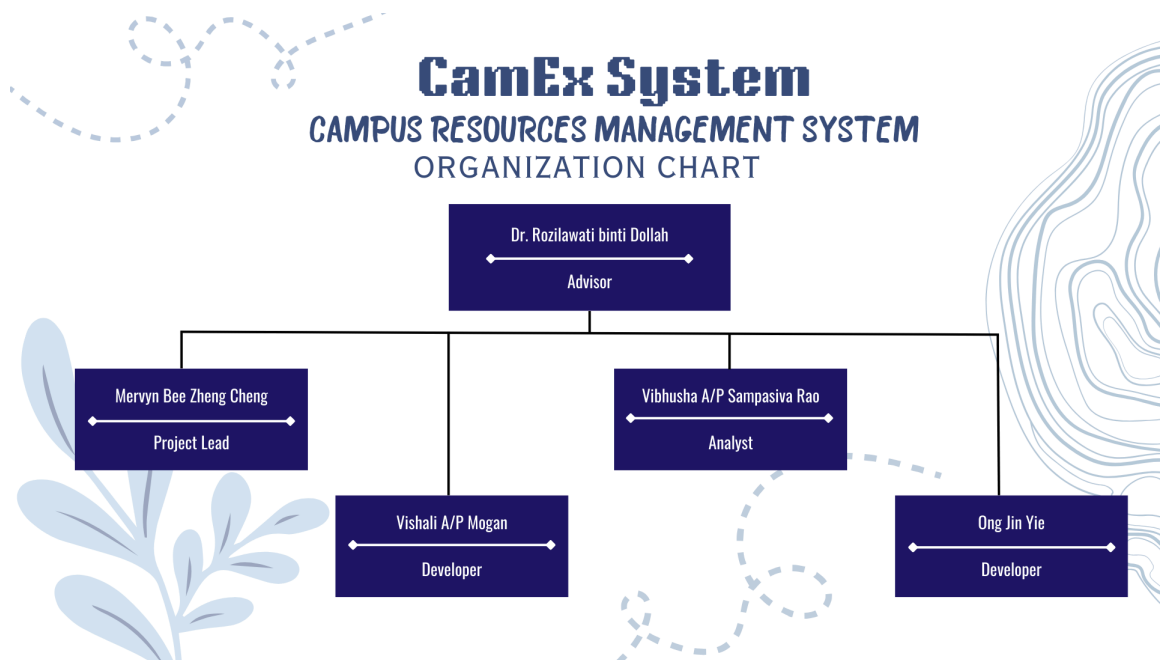 CamEx System
CAMPUS RESOURCES MANAGEMENT SYSTEM
ORGANIZATION CHART
Dr. Rozilawati binti Dollah
Advisor
Mervyn Bee Zheng Cheng
Project Lead
Vibhusha A/P Sampasiva Rao
Analyst
Vishali A/P Mogan
Developer
Ong Jin Yie
Developer